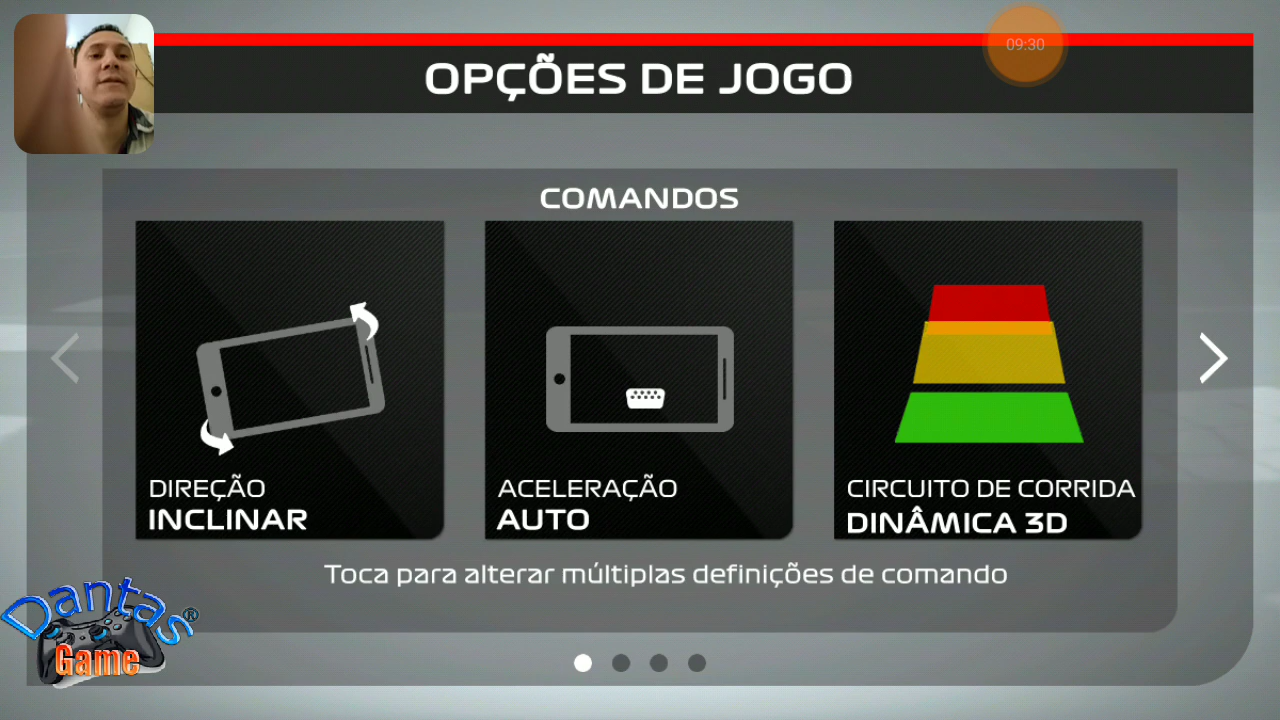 09:30
OPÇÕES DE JOGO
COMANDOS
DIREÇÃO
INCLINAR
ACELERAÇÃO
AUTO
CIRCUITO DE CORRIDA
DINÂMICA 3D
Toca para alterar múltiplas definições de comando
Dantas®
Game